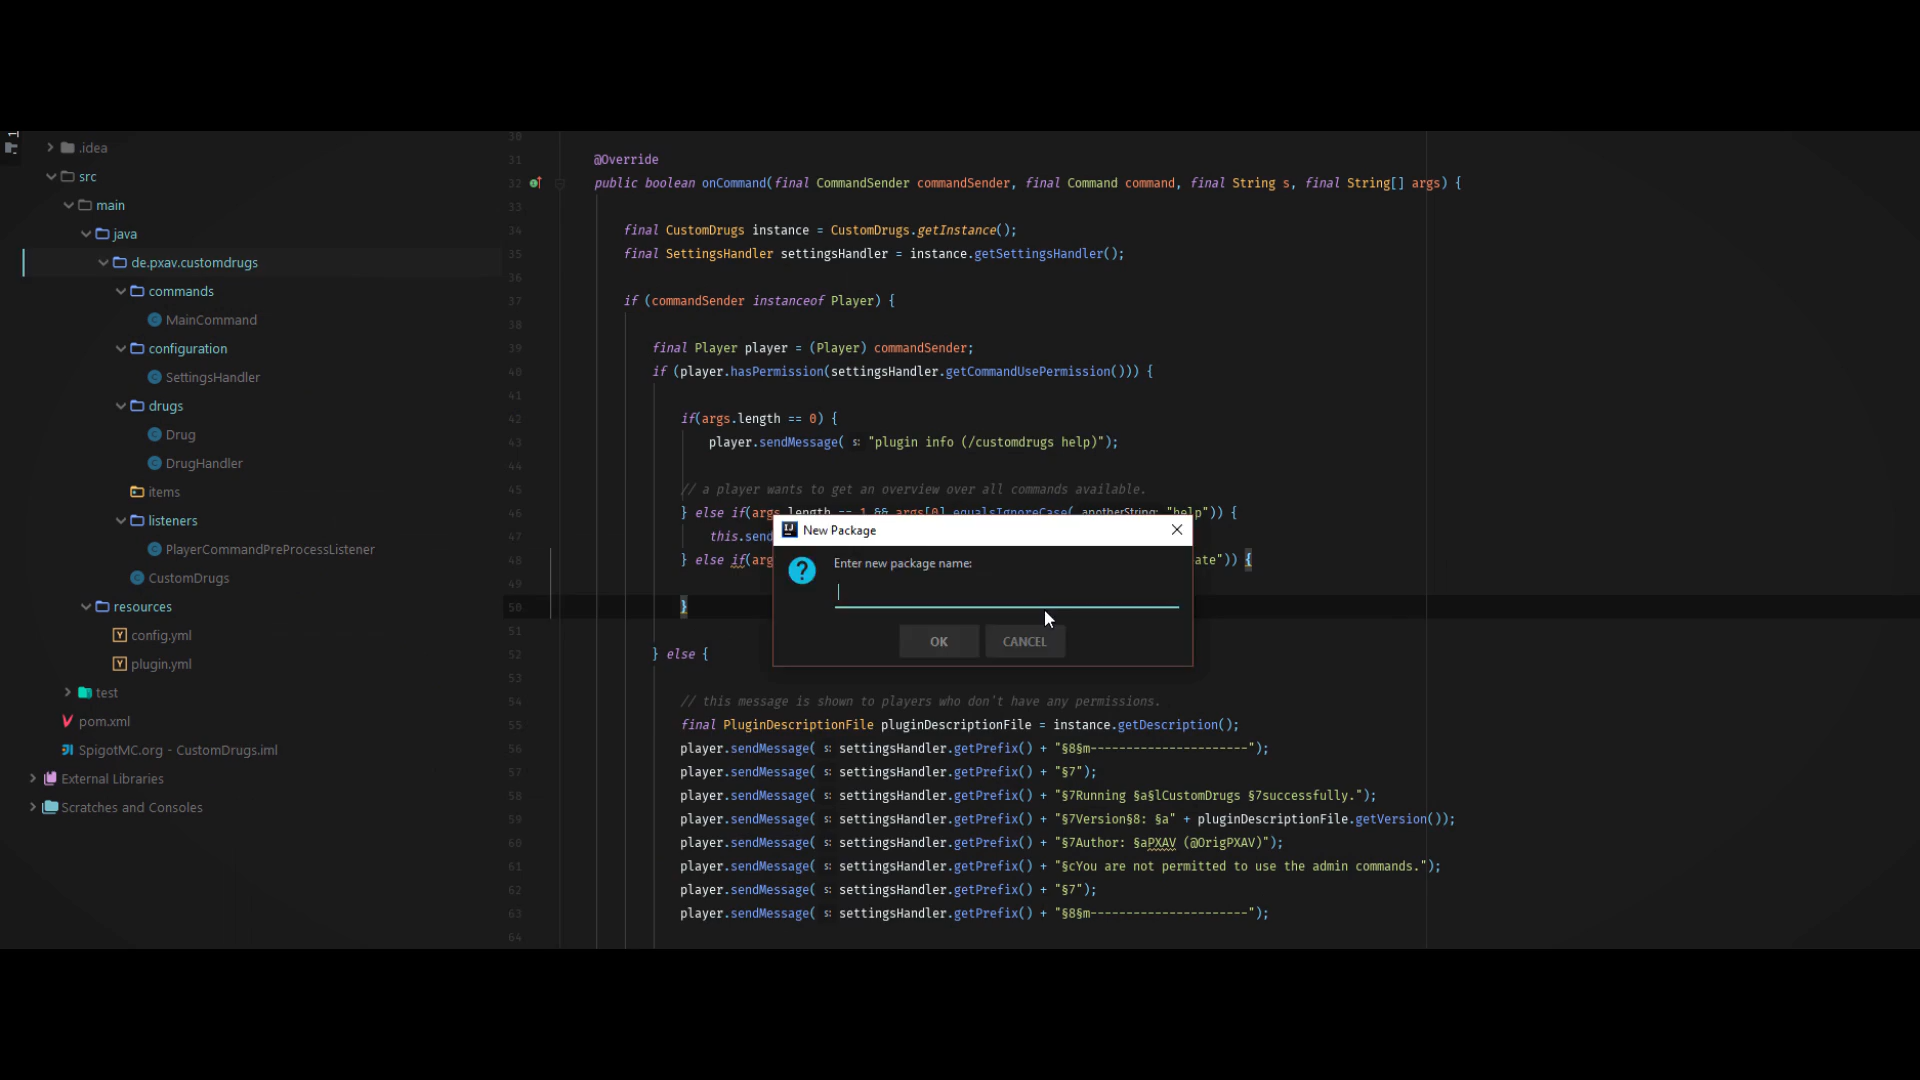 1
.idea
src
main
java
de.pxav.customdrugs
commands
MainCommand
configuration
SettingsHandler
drugs
Drug
DrugHandler
items
listeners
PlayerCommandPreProcessListener
CustomDrugs
resources
config.yml
plugin.yml
test
pom.xml
SpigotMC.org - CustomDrugs.iml
External Libraries
Scratches and Consoles
30
31 @Override
32 public boolean onCommand(final CommandSender commandSender, final Command command, final String s, final String[] args) {
33
34 final CustomDrugs instance = CustomDrugs.getInstance();
35 final SettingsHandler settingsHandler = instance.getSettingsHandler();
36
37 if (commandSender instanceof Player) {
38
39 final Player player = (Player) commandSender;
40 if (player.hasPermission(settingsHandler.getCommandUsePermission())) {
41
42 if(args.length == 0) {
43 player.sendMessage( s: "plugin info (/customdrugs help)");
44
45 // a player wants to get an overview over all commands available.
46 } else if(args.length == 1 && args[0].equalsIgnoreCase( anotherString: "help")) {
47 this.send
48 } else if(arg ate")) {
49
50 }
51
52 } else {
53
54 // this message is shown to players who don't have any permissions.
55 final PluginDescriptionFile pluginDescriptionFile = instance.getDescription();
56 player.sendMessage( s: settingsHandler.getPrefix() + "§8§m----------------------");
57 player.sendMessage( s: settingsHandler.getPrefix() + "§7");
58 player.sendMessage( s: settingsHandler.getPrefix() + "§7Running §a§lCustomDrugs §7successfully.");
59 player.sendMessage( s: settingsHandler.getPrefix() + "§7Version§8: §a" + pluginDescriptionFile.getVersion());
60 player.sendMessage( s: settingsHandler.getPrefix() + "§7Author: §aPXAV (@OrigPXAV)");
61 player.sendMessage( s: settingsHandler.getPrefix() + "§cYou are not permitted to use the admin commands.");
62 player.sendMessage( s: settingsHandler.getPrefix() + "§7");
63 player.sendMessage( s: settingsHandler.getPrefix() + "§8§m----------------------");
64
New Package
Enter new package name:
OK
CANCEL